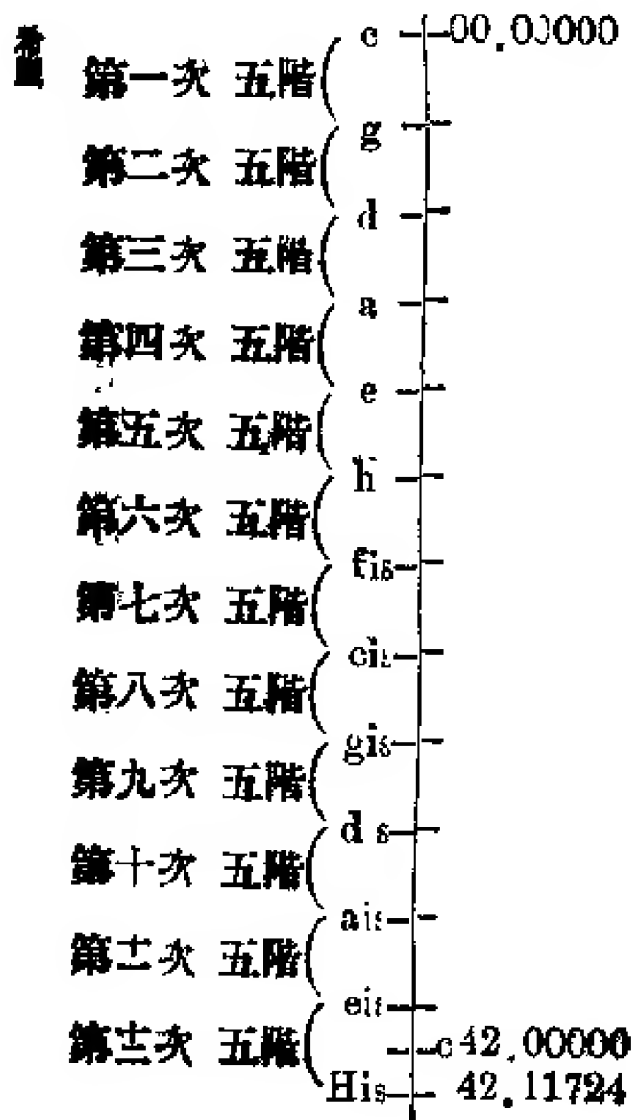 c 00.00000
第一次 五階
g
第二次 五階
d
第三次 五階
a
第四次 五階
e
第五次 五階
h
第六次 五階
fis
第七次 五階
cis
第八次 五階
gis
第九次 五階
dis
第十次 五階
ais
第十一次 五階
eis
第十二次 五階
c 42.00000
His 42.11724